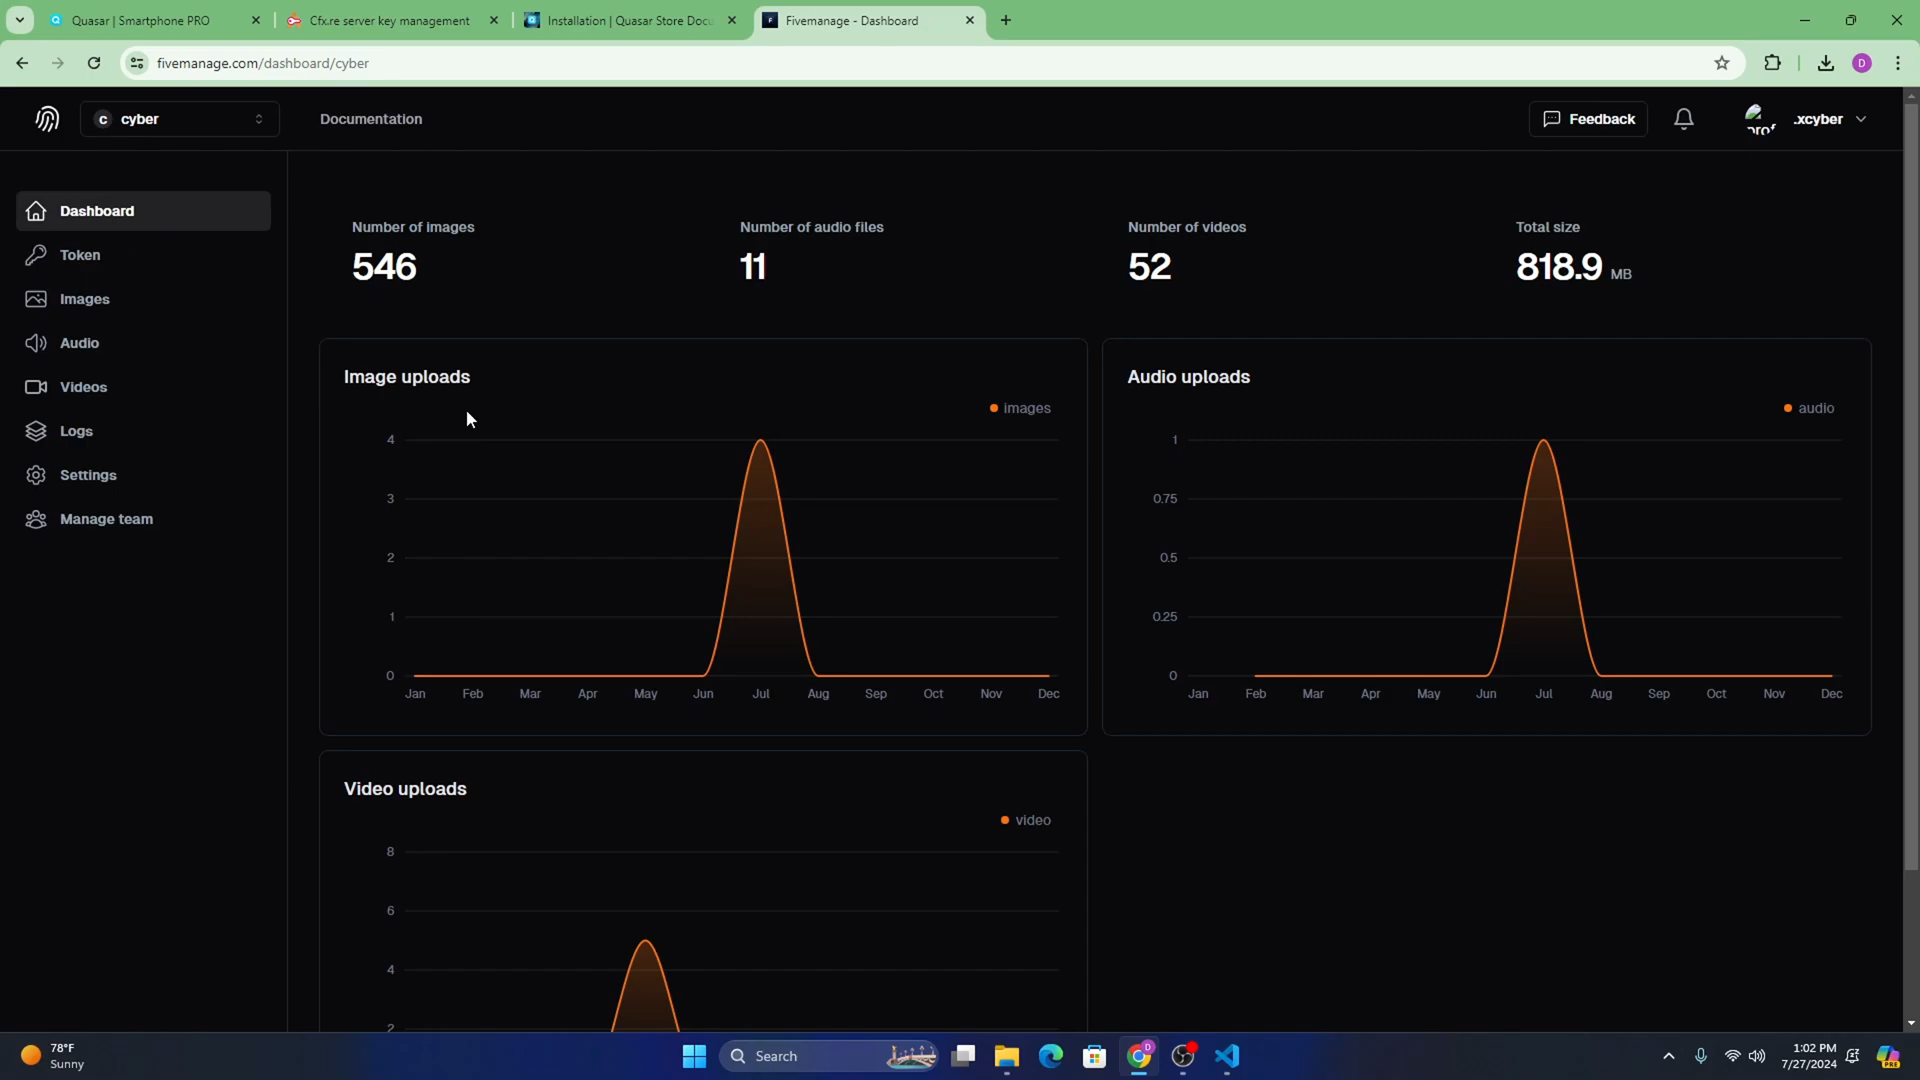 Quasar | Smartphone PRO
Cfx.re server key management
Installation | Quasar Store Docu
Fivemanage - Dashboard
fivemanage.com/dashboard/cyber
D
C cyber
Documentation
Feedback
prof
.xcyber
Dashboard
Token
Images
Audio
Videos
Logs
Settings
Manage team
Number of images
546
Number of audio files
11
Number of videos
52
Total size
818.9 MB
Image uploads
images
4
3
2
1
0
Jan Feb Mar Apr May Jun Jul Aug Sep Oct Nov Dec
Audio uploads
audio
1
0.75
0.5
0.25
0
Jan Feb Mar Apr May Jun Jul Aug Sep Oct Nov Dec
Video uploads
video
8
6
4
2
78°F
Sunny
Search
D
1:02 PM
7/27/2024
PRE